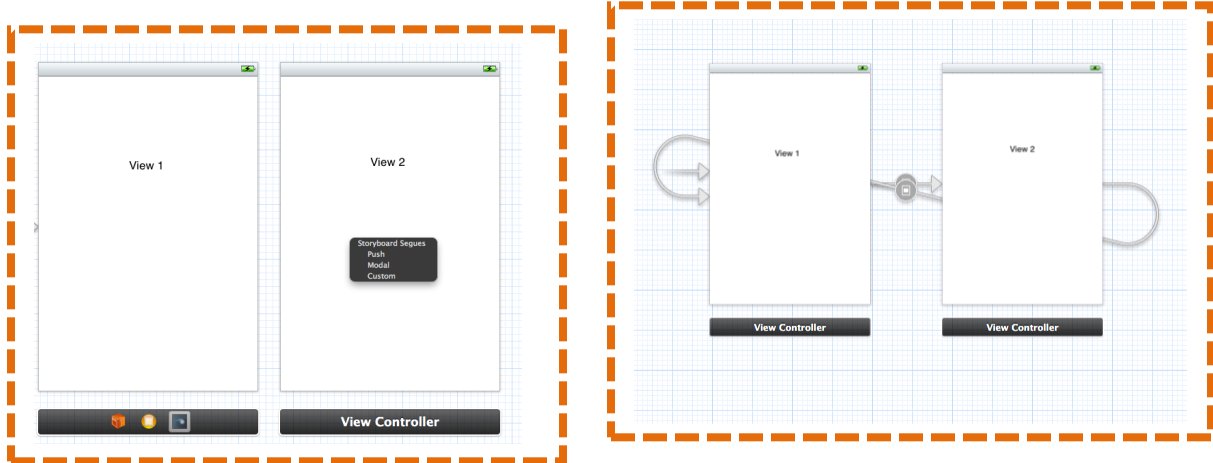 View 1
View 2
Storyboard Segues
Push
Modal
Custom
View Controller
View 1
View 2
View Controller
View Controller